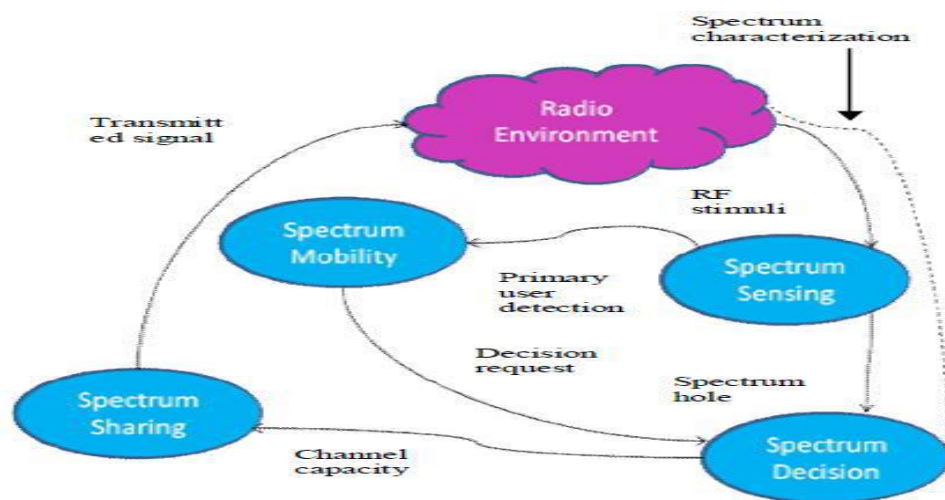 Spectrum
characterization
Radio
Environment
Transmitt
ed signal
RF
stimuli
Spectrum
Mobility
Spectrum
Sensing
Primary
user
detection
Decision
request
Spectrum
hole
Spectrum
Sharing
Channel
capacity
Spectrum
Decision